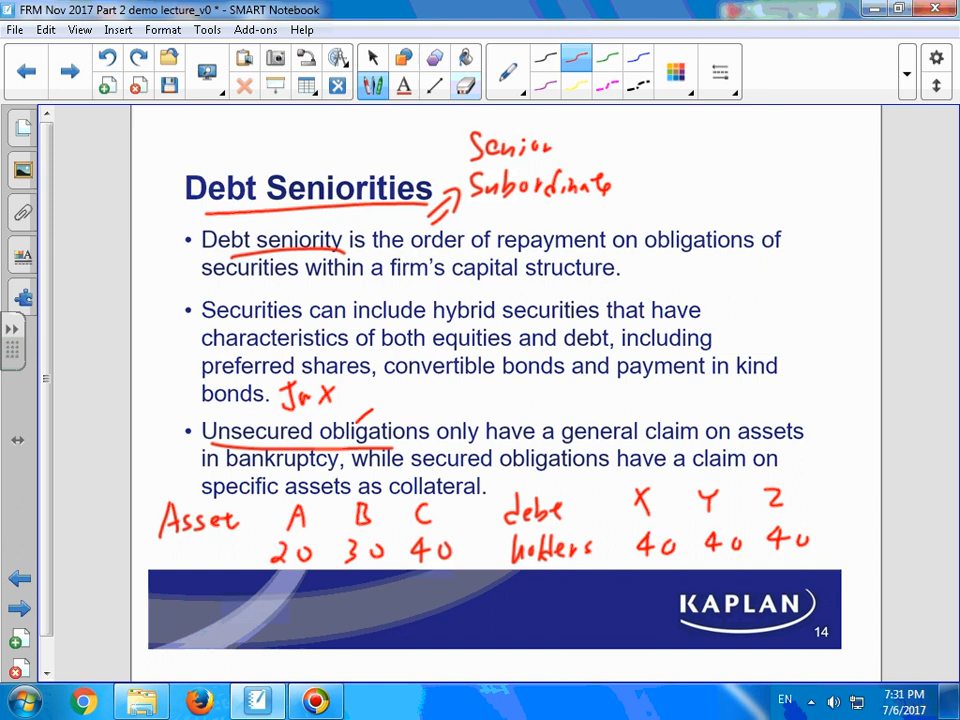 FRM Nov 2017 Part 2 demo lecture_v0 * - SMART Notebook
File Edit View Insert Format Tools Add-ons Help
Senior
Debt Seniorities
Subordinate
• Debt seniority is the order of repayment on obligations of
securities within a firm's capital structure.
• Securities can include hybrid securities that have
characteristics of both equities and debt, including
preferred shares, convertible bonds and payment in kind
bonds.
• Unsecured obligations only have a general claim on assets
in bankruptcy, while secured obligations have a claim on
specific assets as collateral.
Asset A B C debt X Y Z
20 30 40 holders 40 40 40
KAPLAN
14
EN
7:31 PM
7/6/2017